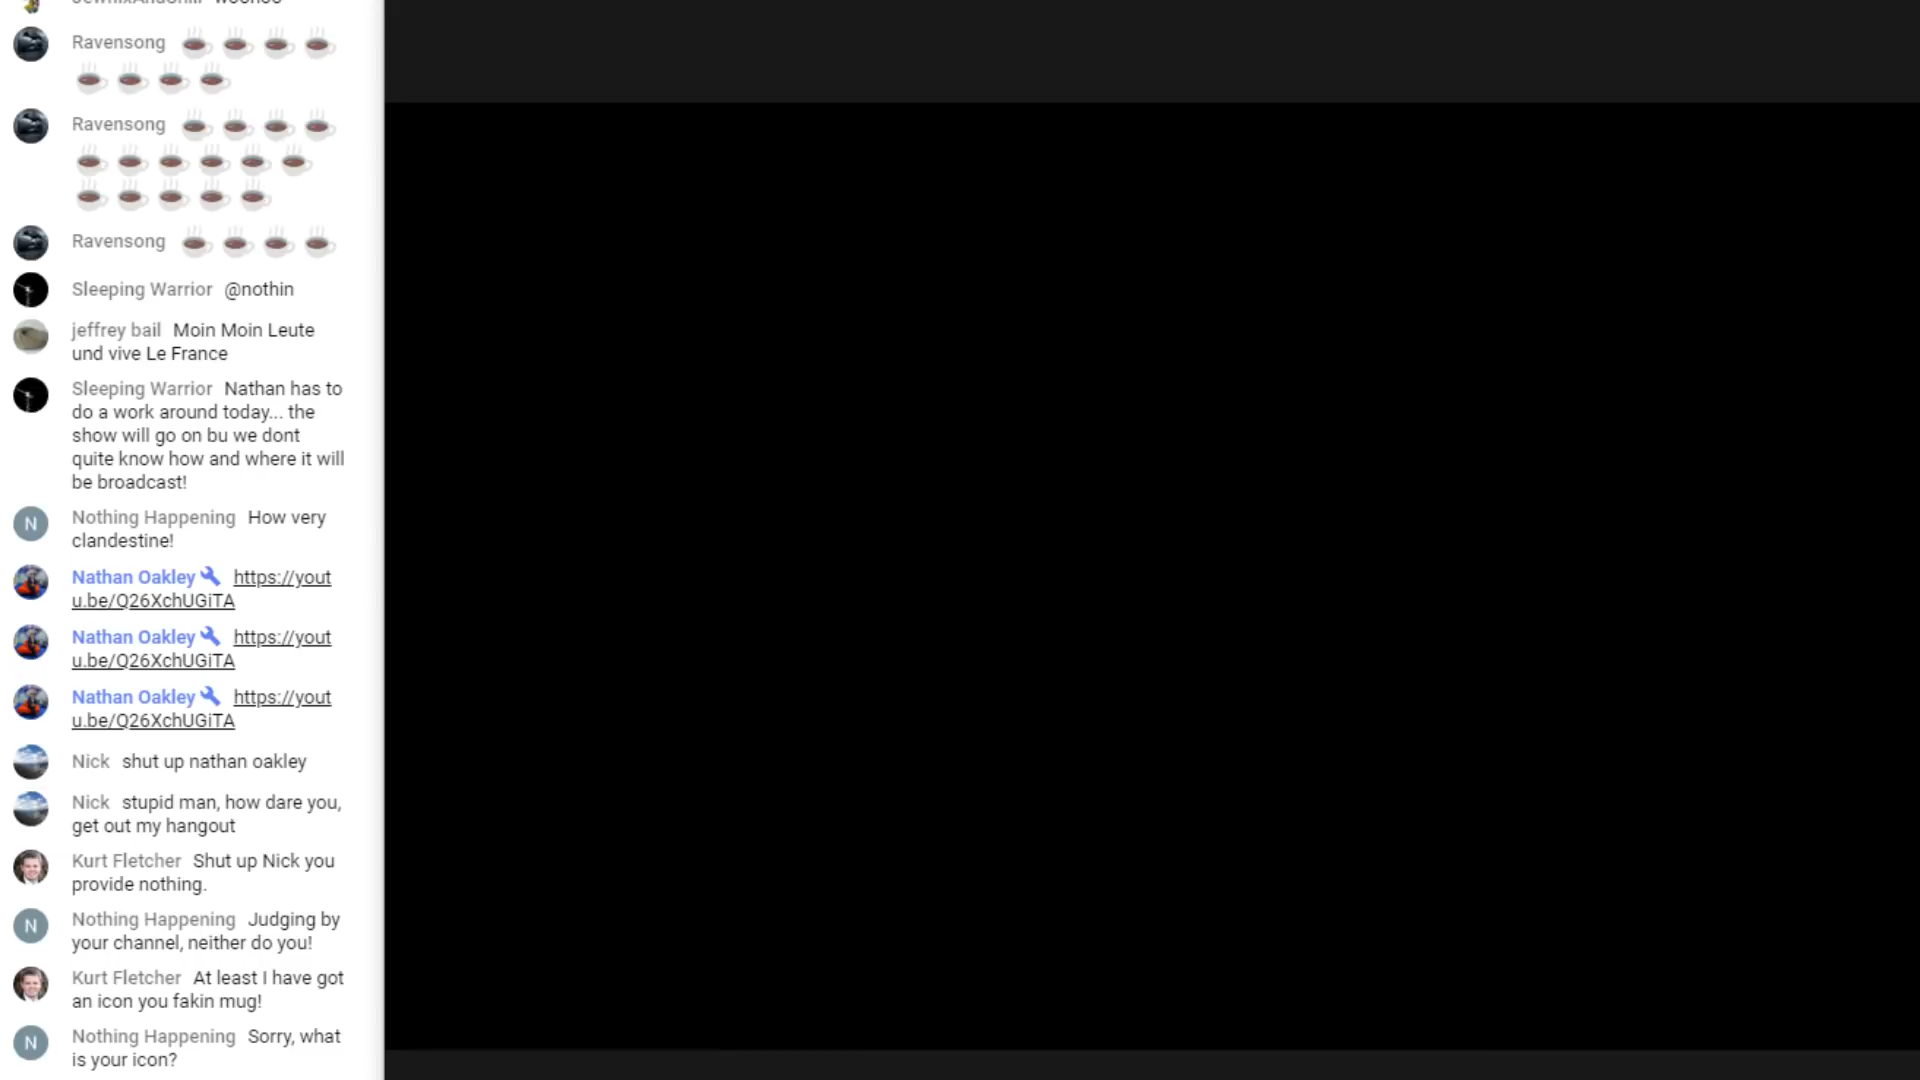 Ravensong
Ravensong
Ravensong
Sleeping Warrior @nothin
jeffrey bail Moin Moin Leute
und vive Le France
Sleeping Warrior Nathan has to
do a work around today... the
show will go on bu we dont
quite know how and where it will
be broadcast!
N
Nothing Happening How very
clandestine!
Nathan Oakley https://yout
u.be/Q26XchUGiTA
Nathan Oakley https://yout
u.be/Q26XchUGiTA
Nathan Oakley https://yout
u.be/Q26XchUGiTA
Nick shut up nathan oakley
Nick stupid man, how dare you,
get out my hangout
Kurt Fletcher Shut up Nick you
provide nothing.
N
Nothing Happening Judging by
your channel, neither do you!
Kurt Fletcher At least I have got
an icon you fakin mug!
N
Nothing Happening Sorry, what
is your icon?